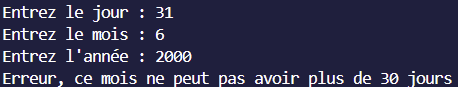 Entrez le jour : 31
Entrez le mois : 6
Entrez l'année : 2000
Erreur, ce mois ne peut pas avoir plus de 30 jours